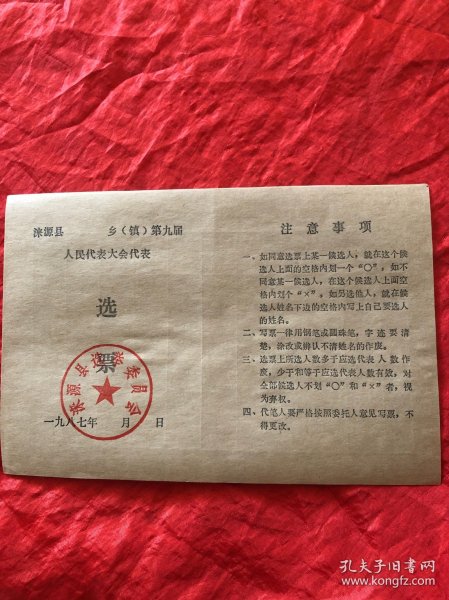 涞源县 乡（镇）第九届
人民代表大会代表
选
票
涞源县选举委员会
一九八七年 月 日
注意事项
一、如同意选票上某一候选人，就在这个候
选人上面的空格内划一个“〇”，如不
同意某一候选人，在这个候选人上面空格
内划个“×”，如另选他人，就在候
选人姓名下边的空格内写上自己要选人
的姓名。
二、写票一律用钢笔或圆珠笔，字迹要清
楚，涂改或辨认不清姓名的作废。
三、选票上所选人数多于应选代表人数作
废，少于和等于应选代表人数有效，对
全部候选人不划“〇”和“×”者，视
为弃权。
四、代笔人要严格按照委托人意见写票，不
得更改。
孔夫子旧书网
www.kongfz.com